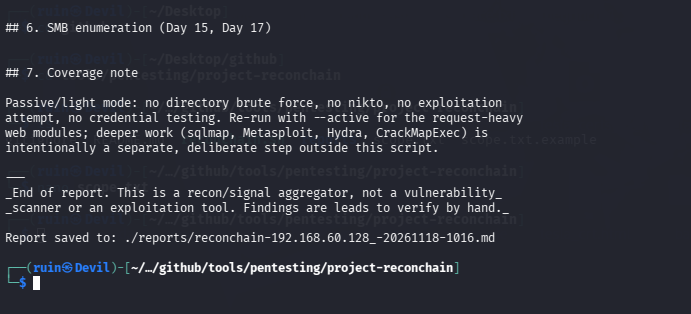 ## 6. SMB enumeration (Day 15, Day 17)
## 7. Coverage note
Passive/light mode: no directory brute force, no nikto, no exploitation
attempt, no credential testing. Re-run with --active for the request-heavy
web modules; deeper work (sqlmap, Metasploit, Hydra, CrackMapExec) is
intentionally a separate, deliberate step outside this script.
---
_End of report. This is a recon/signal aggregator, not a vulnerability_
_scanner or an exploitation tool. Findings are leads to verify by hand._
Report saved to: ./reports/reconchain-192.168.60.128_-20261118-1016.md
┌──(ruin㉿Devil)-[~/…/github/tools/pentesting/project-reconchain]
└─$